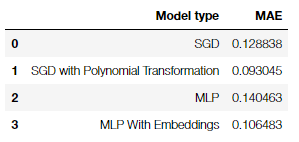 Model type MAE
0 SGD 0.128838
1 SGD with Polynomial Transformation 0.093045
2 MLP 0.140463
3 MLP With Embeddings 0.106483